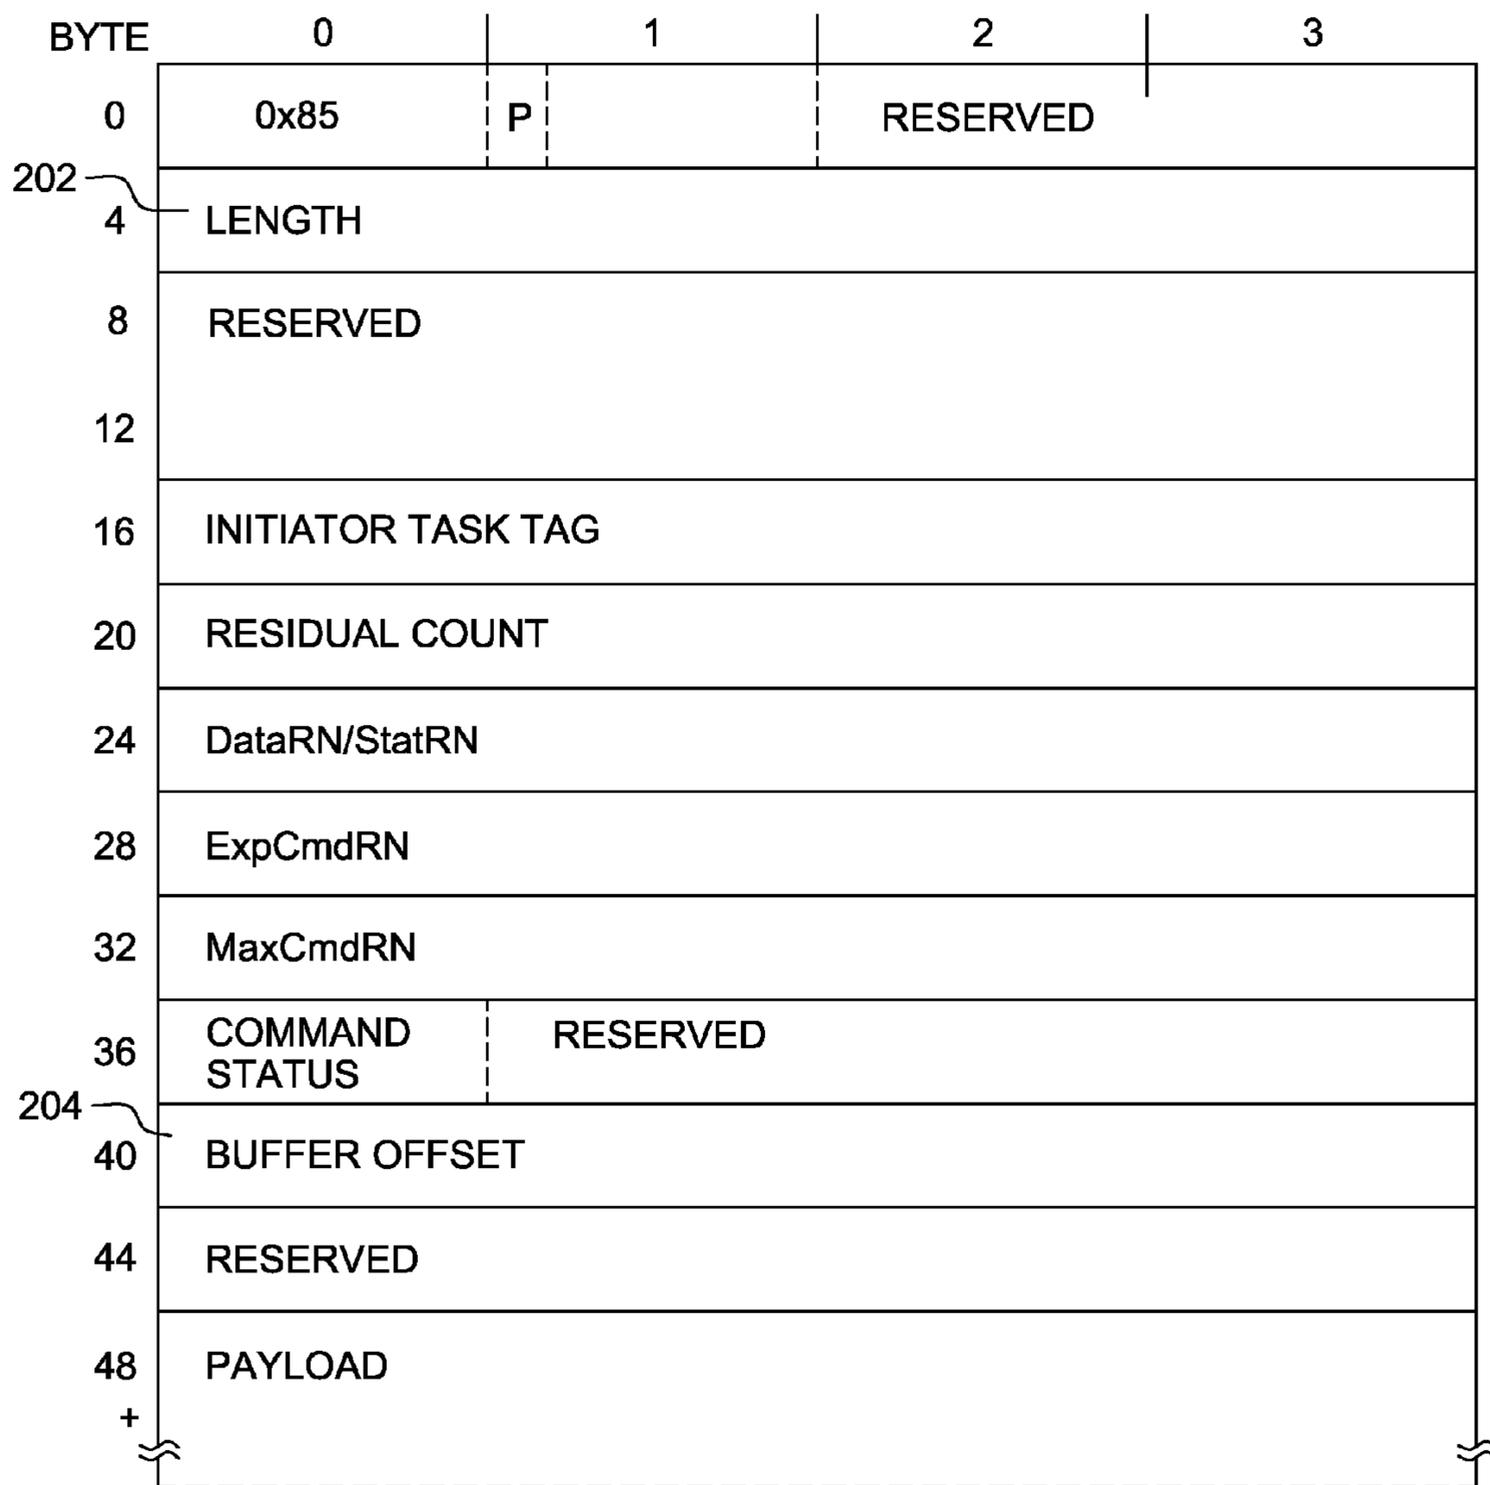 BYTE 0 1 2 3
0 0x85 P RESERVED
202
4 LENGTH
8 RESERVED
12
16 INITIATOR TASK TAG
20 RESIDUAL COUNT
24 DataRN/StatRN
28 ExpCmdRN
32 MaxCmdRN
36 COMMAND STATUS RESERVED
204
40 BUFFER OFFSET
44 RESERVED
48 PAYLOAD
+